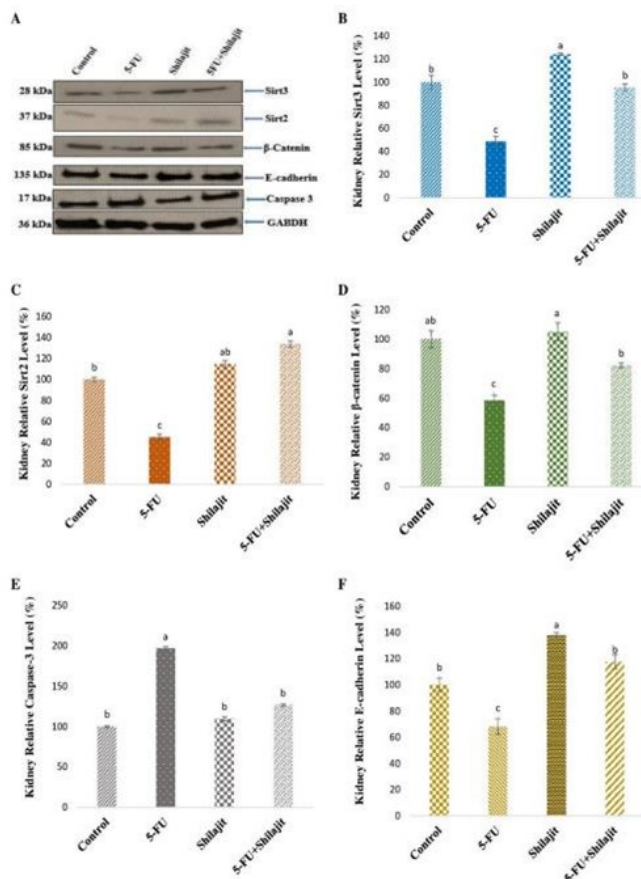 A
Control
5-FU
Shilajit
5FU+Shilajit
28 kDa
Sirt3
37 kDa
Sirt2
85 kDa
β-Catenin
135 kDa
E-cadherin
17 kDa
Caspase 3
36 kDa
GABDH
B
Kidney Relative Sirt3 Level (%)
140
120
100
80
60
40
20
0
b
c
a
b
Control
5-FU
Shilajit
5-FU+Shilajit
C
Kidney Relative Sirt2 Level (%)
160
140
120
100
80
60
40
20
0
b
c
ab
a
Control
5-FU
Shilajit
5-FU+Shilajit
D
Kidney Relative β-catenin Level (%)
120
100
80
60
40
20
0
ab
c
a
b
Control
5-FU
Shilajit
5-FU+Shilajit
E
Kidney Relative Caspase-3 Level (%)
250
200
150
100
50
0
b
a
b
b
Control
5-FU
Shilajit
5-FU+Shilajit
F
Kidney Relative E-cadherin Level (%)
160
140
120
100
80
60
40
20
0
b
c
a
b
Control
5-FU
Shilajit
5-FU+Shilajit